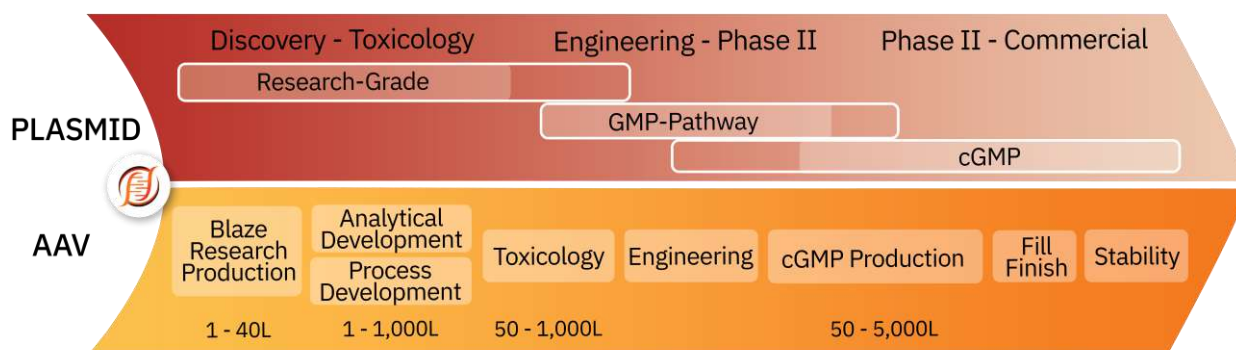 Discovery - Toxicology
Engineering - Phase II
Phase II - Commercial
Research-Grade
PLASMID
GMP-Pathway
cGMP
AAV
Blaze
Research
Production
Analytical
Development
Process
Development
Toxicology
Engineering
cGMP Production
Fill
Finish
Stability
1 - 40L
1 - 1,000L
50 - 1,000L
50 - 5,000L